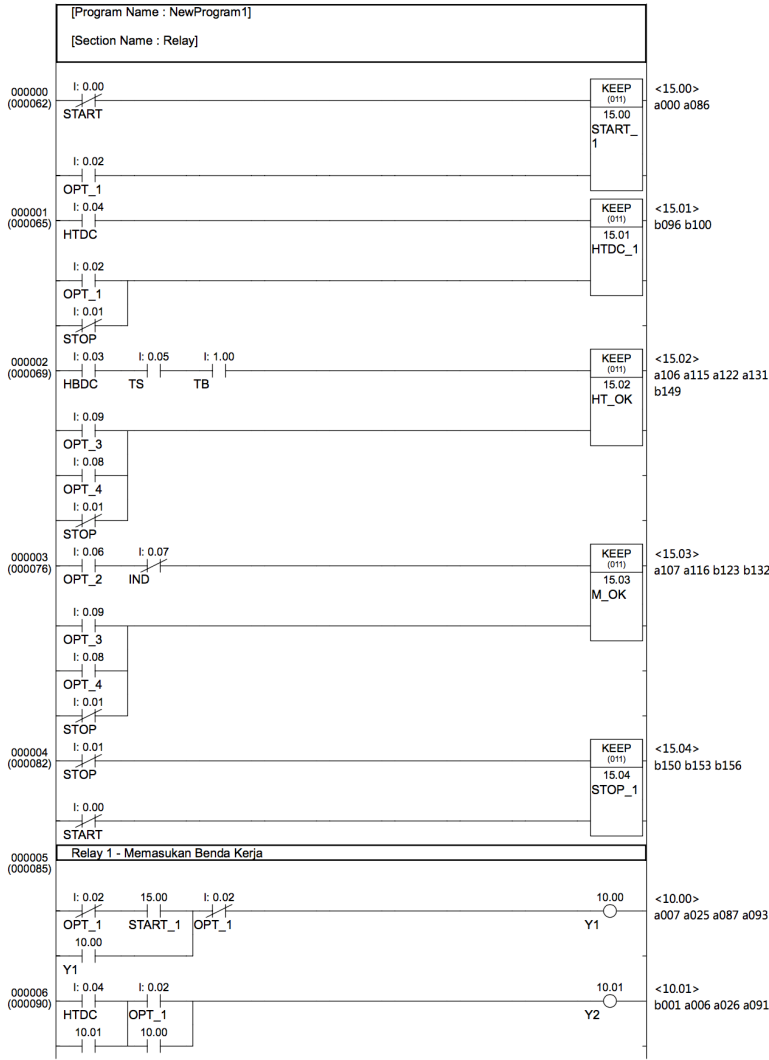 [Program Name : NewProgram1]
[Section Name : Relay]
000000
(000062)
I: 0.00
START
KEEP
(011)
15.00
START_
1
<15.00>
a000 a086
I: 0.02
OPT_1
000001
(000065)
I: 0.04
HTDC
KEEP
(011)
15.01
HTDC_1
<15.01>
b096 b100
I: 0.02
OPT_1
I: 0.01
STOP
000002
(000069)
I: 0.03 I: 0.05 I: 1.00
HBDC TS TB
KEEP
(011)
15.02
HT_OK
<15.02>
a106 a115 a122 a131
b149
I: 0.09
OPT_3
I: 0.08
OPT_4
I: 0.01
STOP
000003
(000076)
I: 0.06 I: 0.07
OPT_2 IND
KEEP
(011)
15.03
M_OK
<15.03>
a107 a116 b123 b132
I: 0.09
OPT_3
I: 0.08
OPT_4
I: 0.01
STOP
000004
(000082)
I: 0.01
STOP
KEEP
(011)
15.04
STOP_1
<15.04>
b150 b153 b156
I: 0.00
START
000005
(000085)
Relay 1 - Memasukan Benda Kerja
I: 0.02 15.00 I: 0.02 10.00
OPT_1 START_1 OPT_1 Y1
<10.00>
a007 a025 a087 a093
10.00
Y1
000006
(000090)
I: 0.04 I: 0.02 10.01
HTDC OPT_1 Y2
<10.01>
b001 a006 a026 a091
10.01 10.00